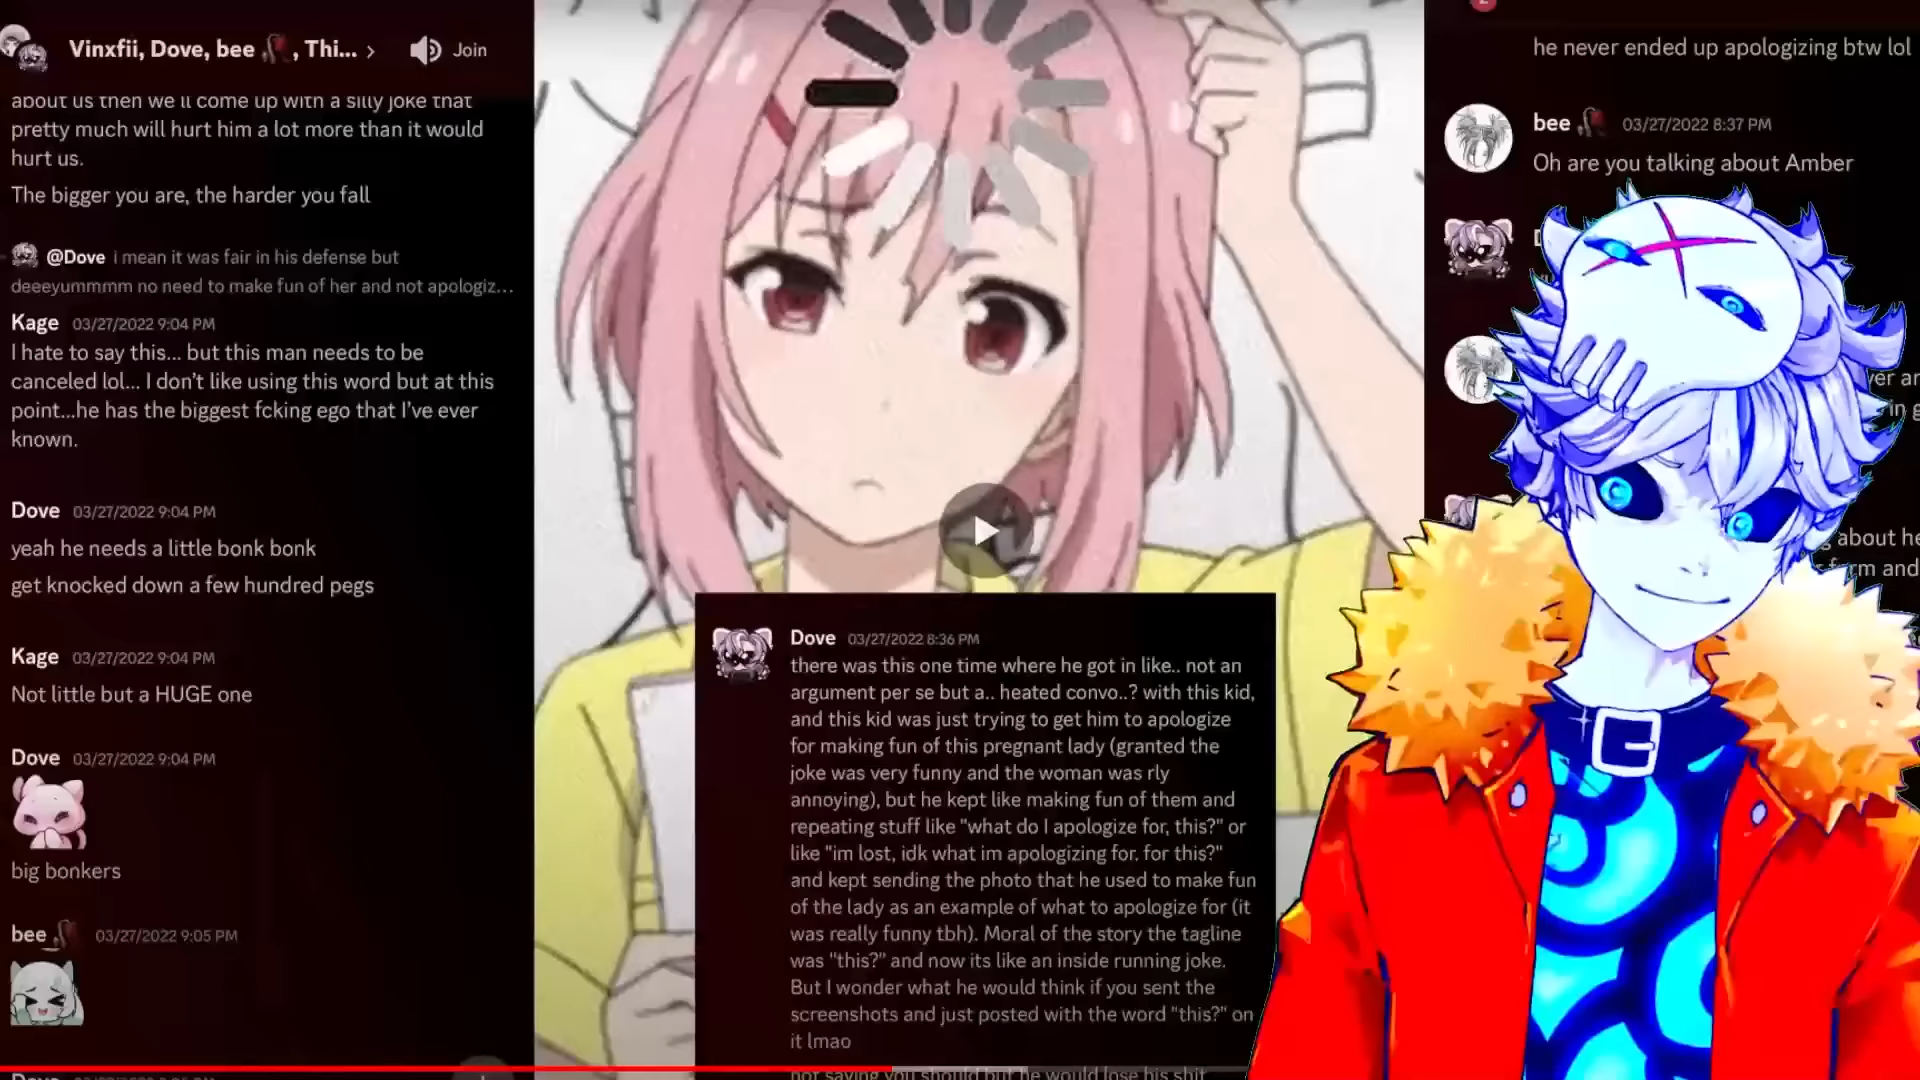 Vinxfii, Dove, bee , Thi... >
Join
about us then we'll come up with a silly joke that
pretty much will hurt him a lot more than it would
hurt us.
The bigger you are, the harder you fall
@Dove i mean it was fair in his defense but
deeeyummmm no need to make fun of her and not apologiz...
Kage 03/27/2022 9:04 PM
I hate to say this... but this man needs to be
canceled lol... I don't like using this word but at this
point...he has the biggest fcking ego that I've ever
known.
Dove 03/27/2022 9:04 PM
yeah he needs a little bonk bonk
get knocked down a few hundred pegs
Kage 03/27/2022 9:04 PM
Not little but a HUGE one
Dove 03/27/2022 9:04 PM
big bonkers
bee 03/27/2022 9:05 PM
Dove 03/27/2022 8:36 PM
there was this one time where he got in like.. not an
argument per se but a.. heated convo..? with this kid,
and this kid was just trying to get him to apologize
for making fun of this pregnant lady (granted the
joke was very funny and the woman was rly
annoying), but he kept like making fun of them and
repeating stuff like "what do I apologize for, this?" or
like "im lost, idk what im apologizing for. for this?"
and kept sending the photo that he used to make fun
of the lady as an example of what to apologize for (it
was really funny tbh). Moral of the story the tagline
was "this?" and now its like an inside running joke.
But I wonder what he would think if you sent the
screenshots and just posted with the word "this?" on
it lmao
not saying you should but he would lose his shit
he never ended up apologizing btw lol
bee 03/27/2022 8:37 PM
Oh are you talking about Amber
in g
about he
and